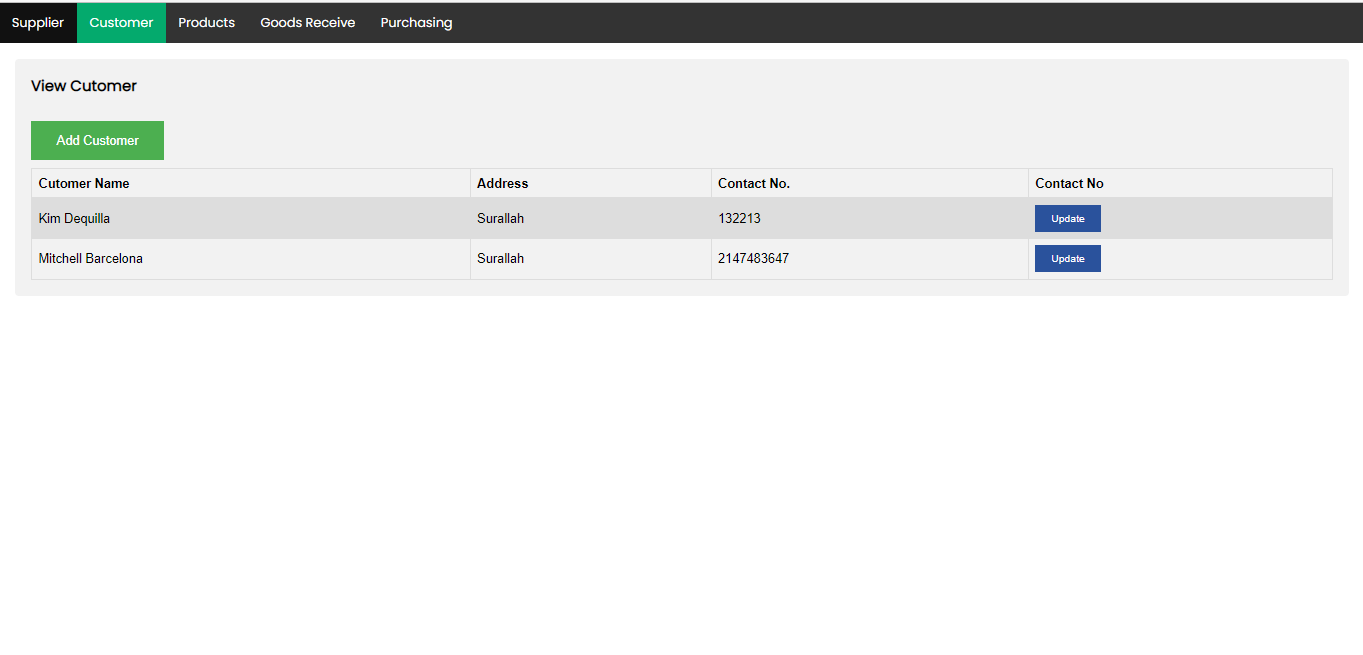 Supplier Customer Products Goods Receive Purchasing
View Cutomer
Add Customer
Cutomer Name Address Contact No. Contact No
Kim Dequilla Surallah 132213 Update
Mitchell Barcelona Surallah 2147483647 Update